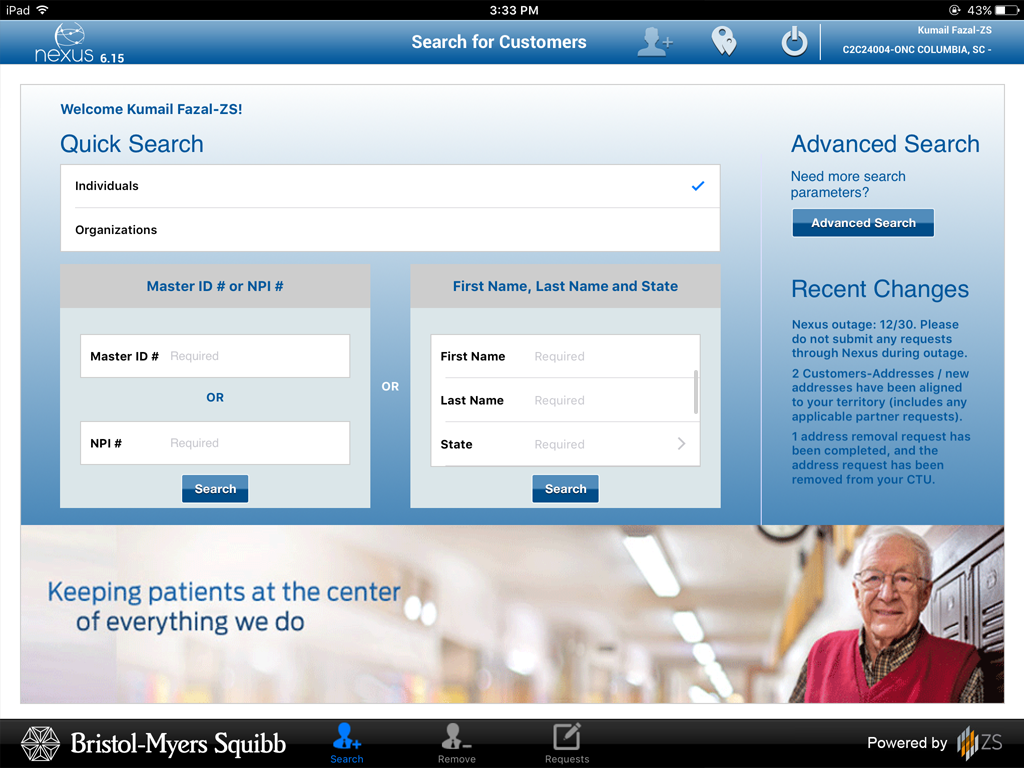 iPad
3:33 PM
43%
nexus 6.15
Search for Customers
Kumail Fazal-ZS
C2C24004-ONC COLUMBIA, SC -
Welcome Kumail Fazal-ZS!
Quick Search
Individuals
Organizations
Master ID # or NPI #
Master ID # Required
OR
NPI # Required
Search
OR
First Name, Last Name and State
First Name Required
Last Name Required
State Required
Search
Advanced Search
Need more search
parameters?
Advanced Search
Recent Changes
Nexus outage: 12/30. Please
do not submit any requests
through Nexus during outage.
2 Customers-Addresses / new
addresses have been aligned
to your territory (includes any
applicable partner requests).
1 address removal request has
been completed, and the
address request has been
removed from your CTU.
Keeping patients at the center
of everything we do
Bristol-Myers Squibb
Search
Remove
Requests
Powered by ZS